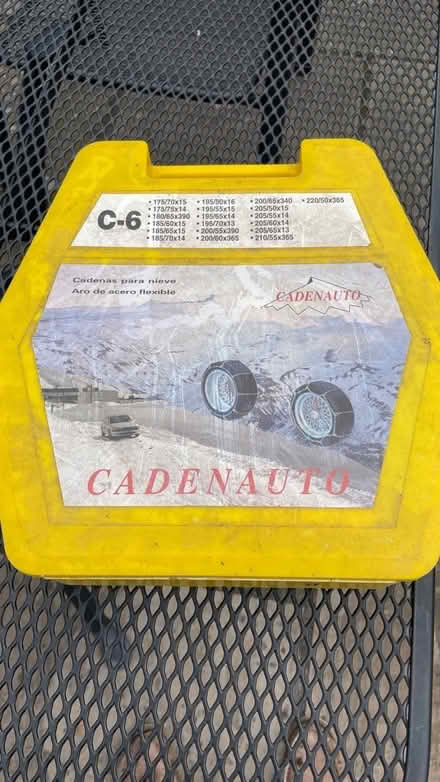 C-6
• 175/70x15
• 175/75x14
• 180/65x390
• 185/60x15
• 185/65x15
• 185/70x14
• 195/50x16
• 195/55x15
• 195/65x14
• 195/70x13
• 200/55x390
• 200/60x365
• 200/65x340
• 205/50x15
• 205/55x14
• 205/60x14
• 205/65x13
• 210/55x365
• 220/50x365
Cadenas para nieve
Aro de acero flexible
CADENAUTO
CADENAUTO